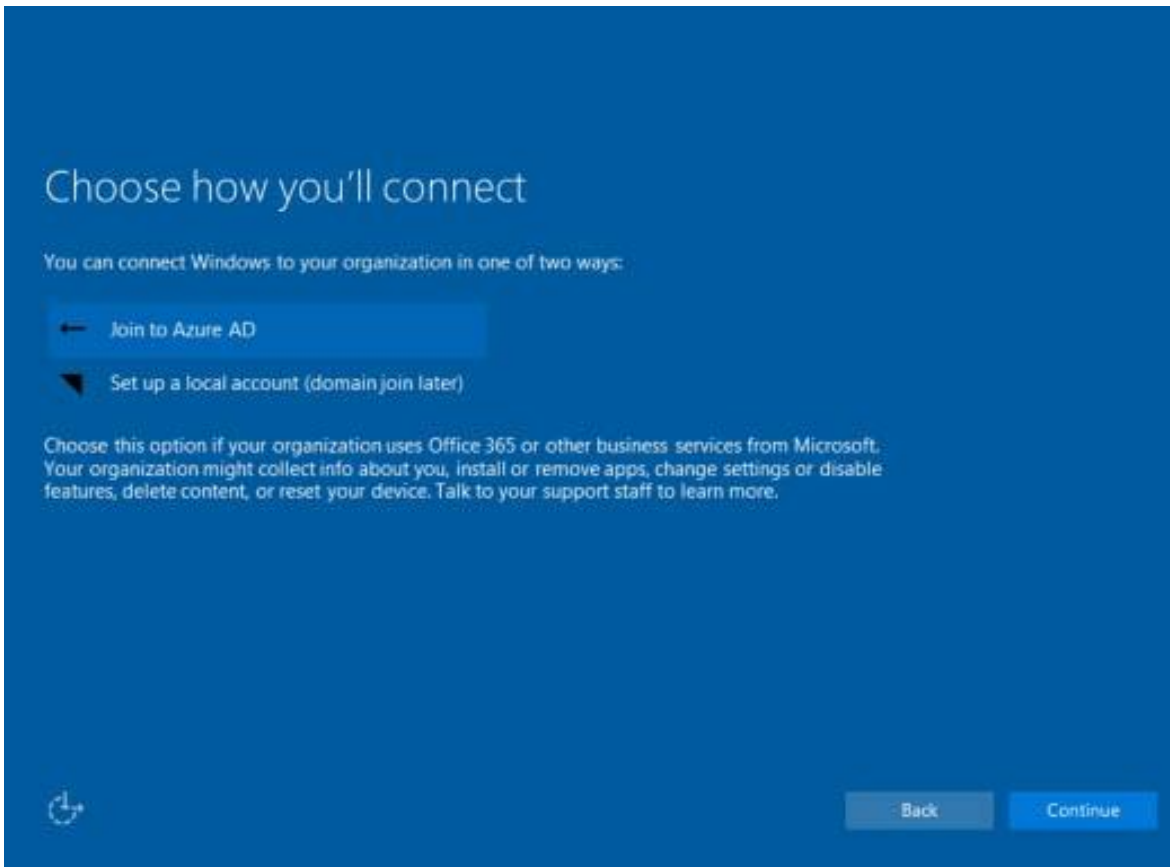 Choose how you'll connect
You can connect Windows to your organization in one of two ways:
Join to Azure AD
Set up a local account (domain join later)
Choose this option if your organization uses Office 365 or other business services from Microsoft.
Your organization might collect info about you, install or remove apps, change settings or disable
features, delete content, or reset your device. Talk to your support staff to learn more.
Back
Continue